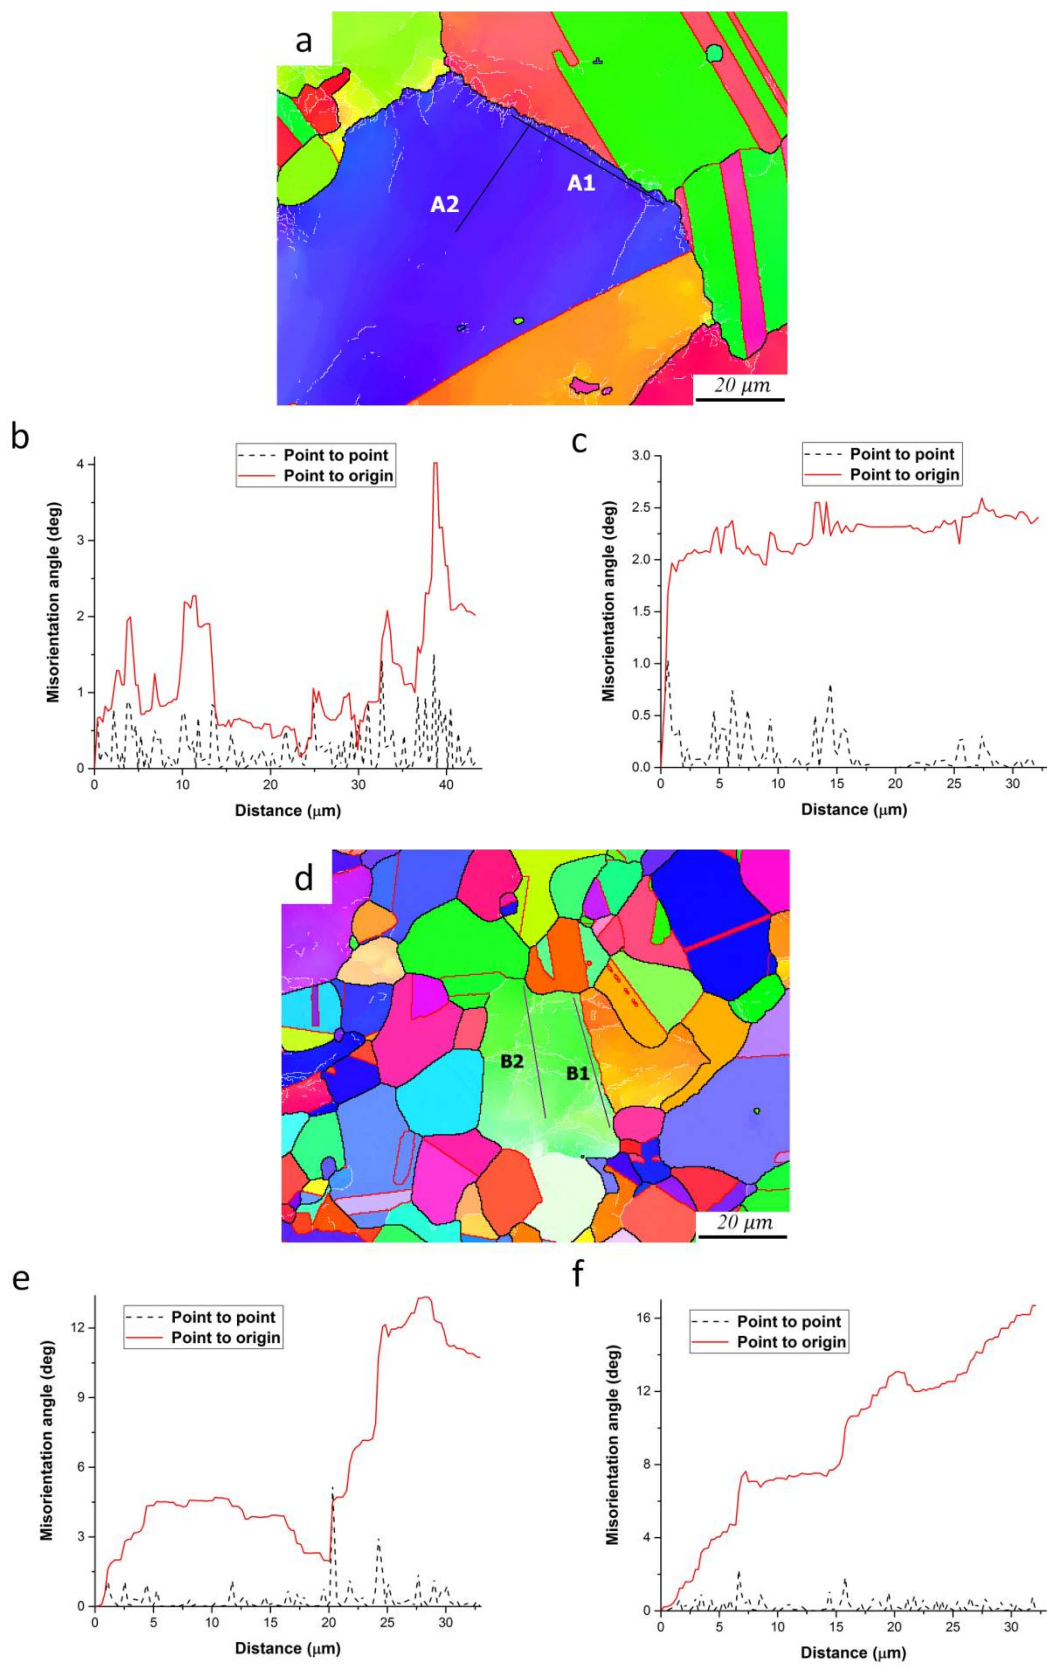 a
A1
A2
20 μm
b
Point to point
Point to origin
4
3
2
1
0
Misorientation angle (deg)
0 10 20 30 40
Distance (μm)
c
Point to point
Point to origin
3.0
2.5
2.0
1.5
1.0
0.5
0.0
Misorientation angle (deg)
0 5 10 15 20 25 30
Distance (μm)
d
B2
B1
20 μm
e
Point to point
Point to origin
12
9
6
3
0
Misorientation angle (deg)
0 5 10 15 20 25 30
Distance (μm)
f
Point to point
Point to origin
16
12
8
4
0
Misorientation angle (deg)
0 5 10 15 20 25 30
Distance (μm)